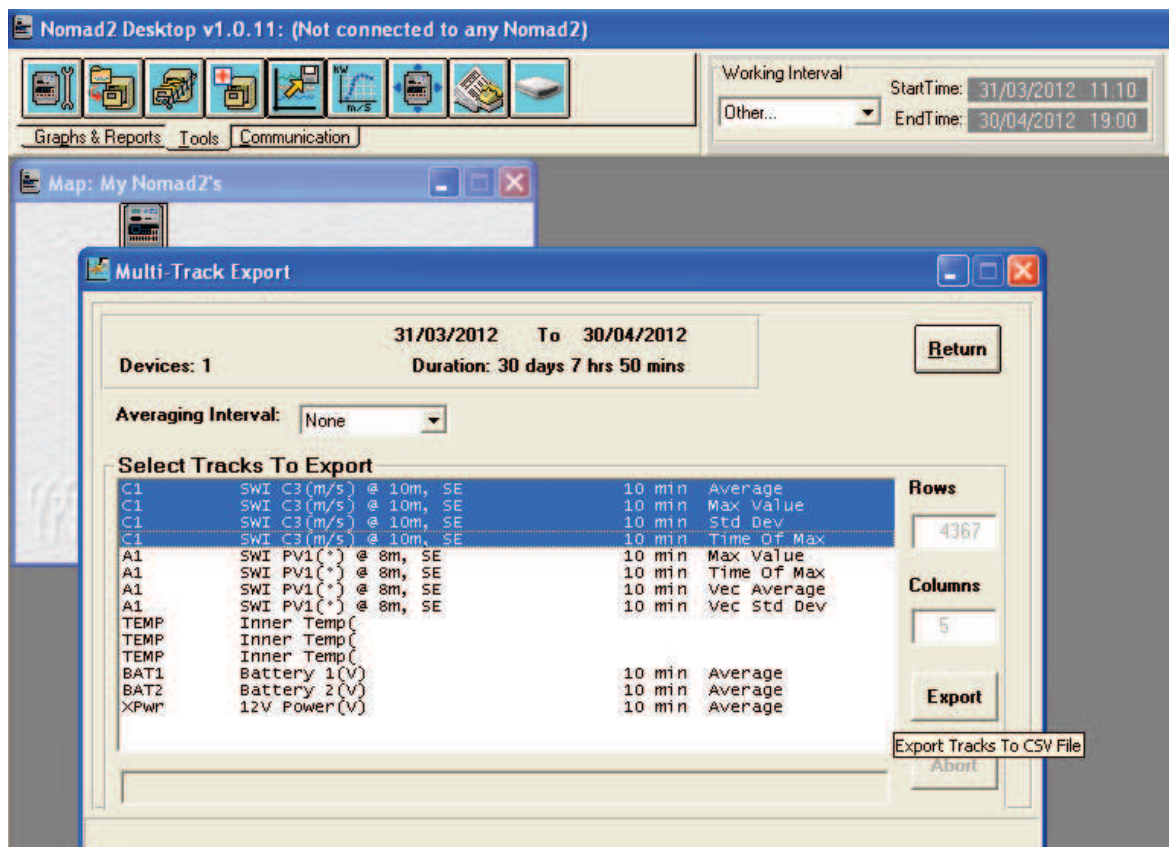 Nomad2 Desktop v1.0.11: (Not connected to any Nomad2)
KW
m/s
Graphs & Reports Tools Communication
Working Interval
Other...
StartTime: 31/03/2012 11:10
EndTime: 30/04/2012 19:00
Map: My Nomad2's
Multi-Track Export
31/03/2012 To 30/04/2012
Devices: 1 Duration: 30 days 7 hrs 50 mins
Return
Averaging Interval: None
Select Tracks To Export
C1 SWI C3(m/s) @ 10m, SE 10 min Average
C1 SWI C3(m/s) @ 10m, SE 10 min Max Value
C1 SWI C3(m/s) @ 10m, SE 10 min Std Dev
C1 SWI C3(m/s) @ 10m, SE 10 min Time Of Max
A1 SWI PV1(°) @ 8m, SE 10 min Max Value
A1 SWI PV1(°) @ 8m, SE 10 min Time Of Max
A1 SWI PV1(°) @ 8m, SE 10 min Vec Average
A1 SWI PV1(°) @ 8m, SE 10 min Vec Std Dev
TEMP Inner Temp(
TEMP Inner Temp(
TEMP Inner Temp(
BAT1 Battery 1(V) 10 min Average
BAT2 Battery 2(V) 10 min Average
XPwr 12V Power(V) 10 min Average
Rows
4367
Columns
5
Export
Export Tracks To CSV File
Abort